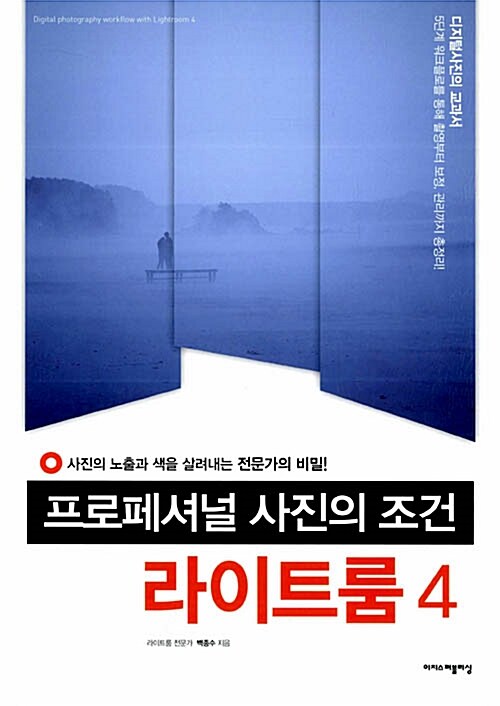 Digital photography workflow with Lightroom 4
디지털사진의 교과서
5단계 워크플로를 통해 촬영부터 보정, 관리까지 총정리!
사진의 노출과 색을 살려내는 전문가의 비밀!
프로페셔널 사진의 조건
라이트룸 4
라이트룸 전문가 백종수 지음
이지스퍼블리싱